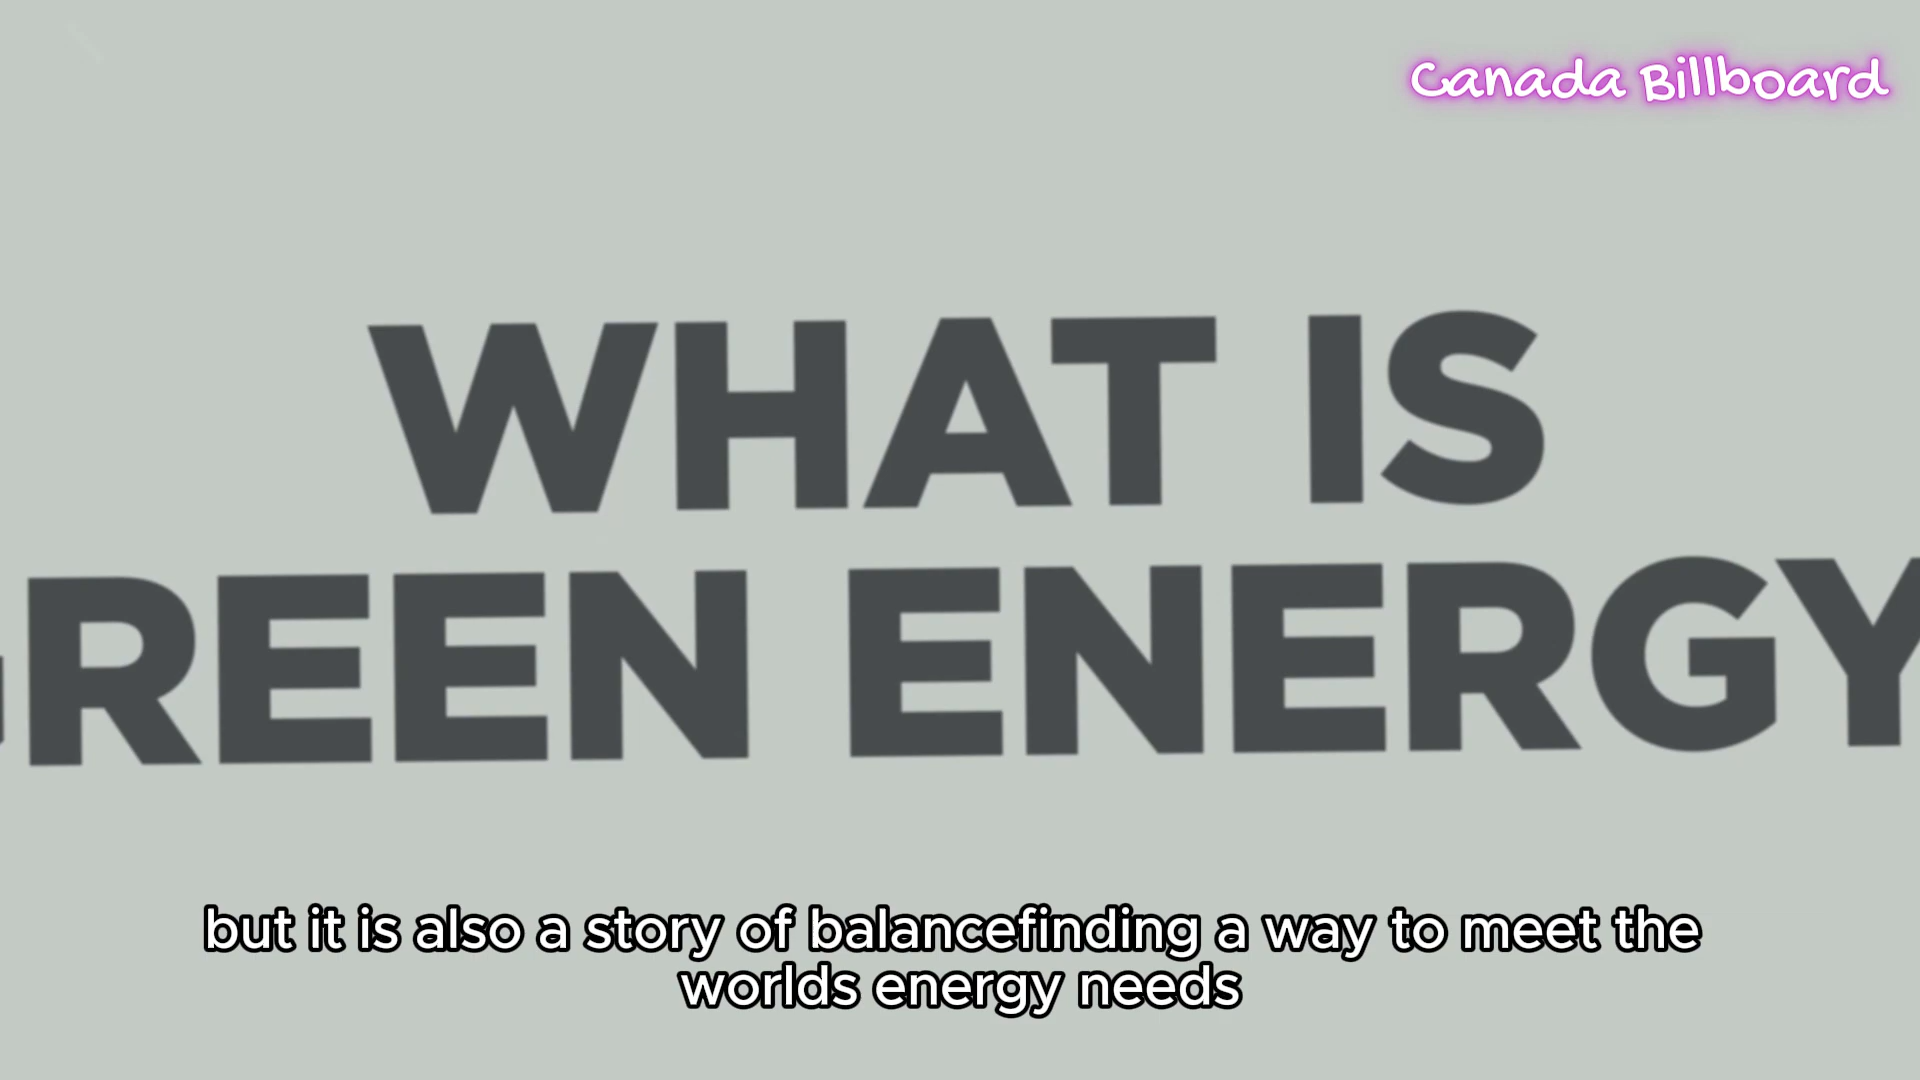 Canada Billboard
WHAT IS
GREEN ENERGY
but it is also a story of balancefinding a way to meet the
worlds energy needs